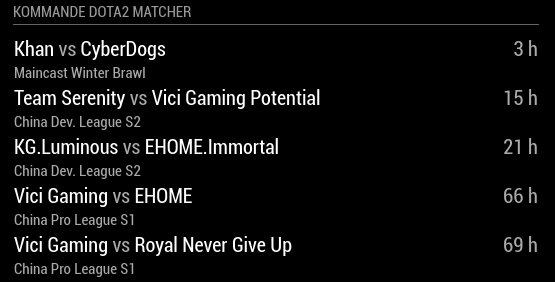 KOMMANDE DOTA2 MATCHER
Khan vs CyberDogs 3 h
Maincast Winter Brawl
Team Serenity vs Vici Gaming Potential 15 h
China Dev. League S2
KG.Luminous vs EHOME.Immortal 21 h
China Dev. League S2
Vici Gaming vs EHOME 66 h
China Pro League S1
Vici Gaming vs Royal Never Give Up 69 h
China Pro League S1